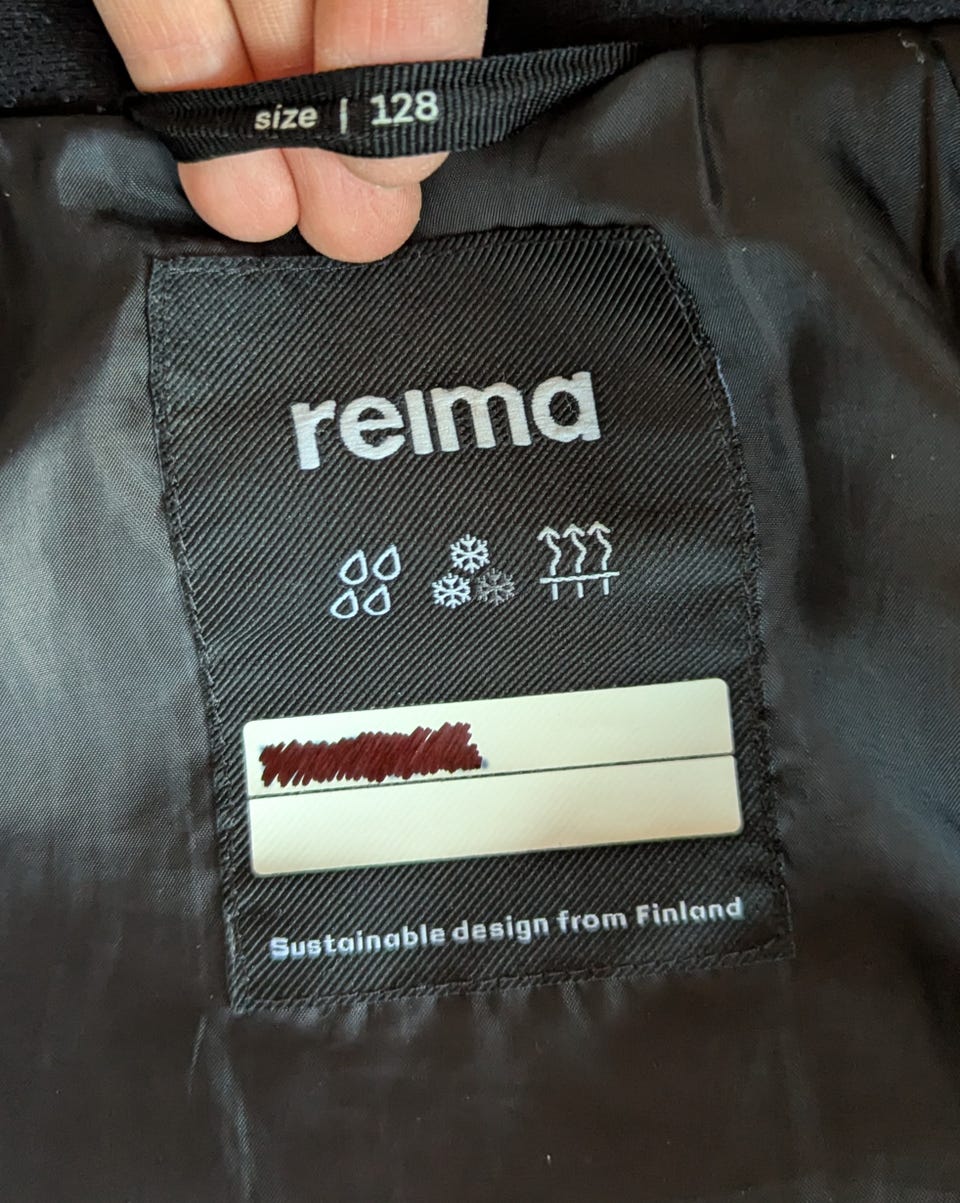 size | 128
reima
Sustainable design from Finland